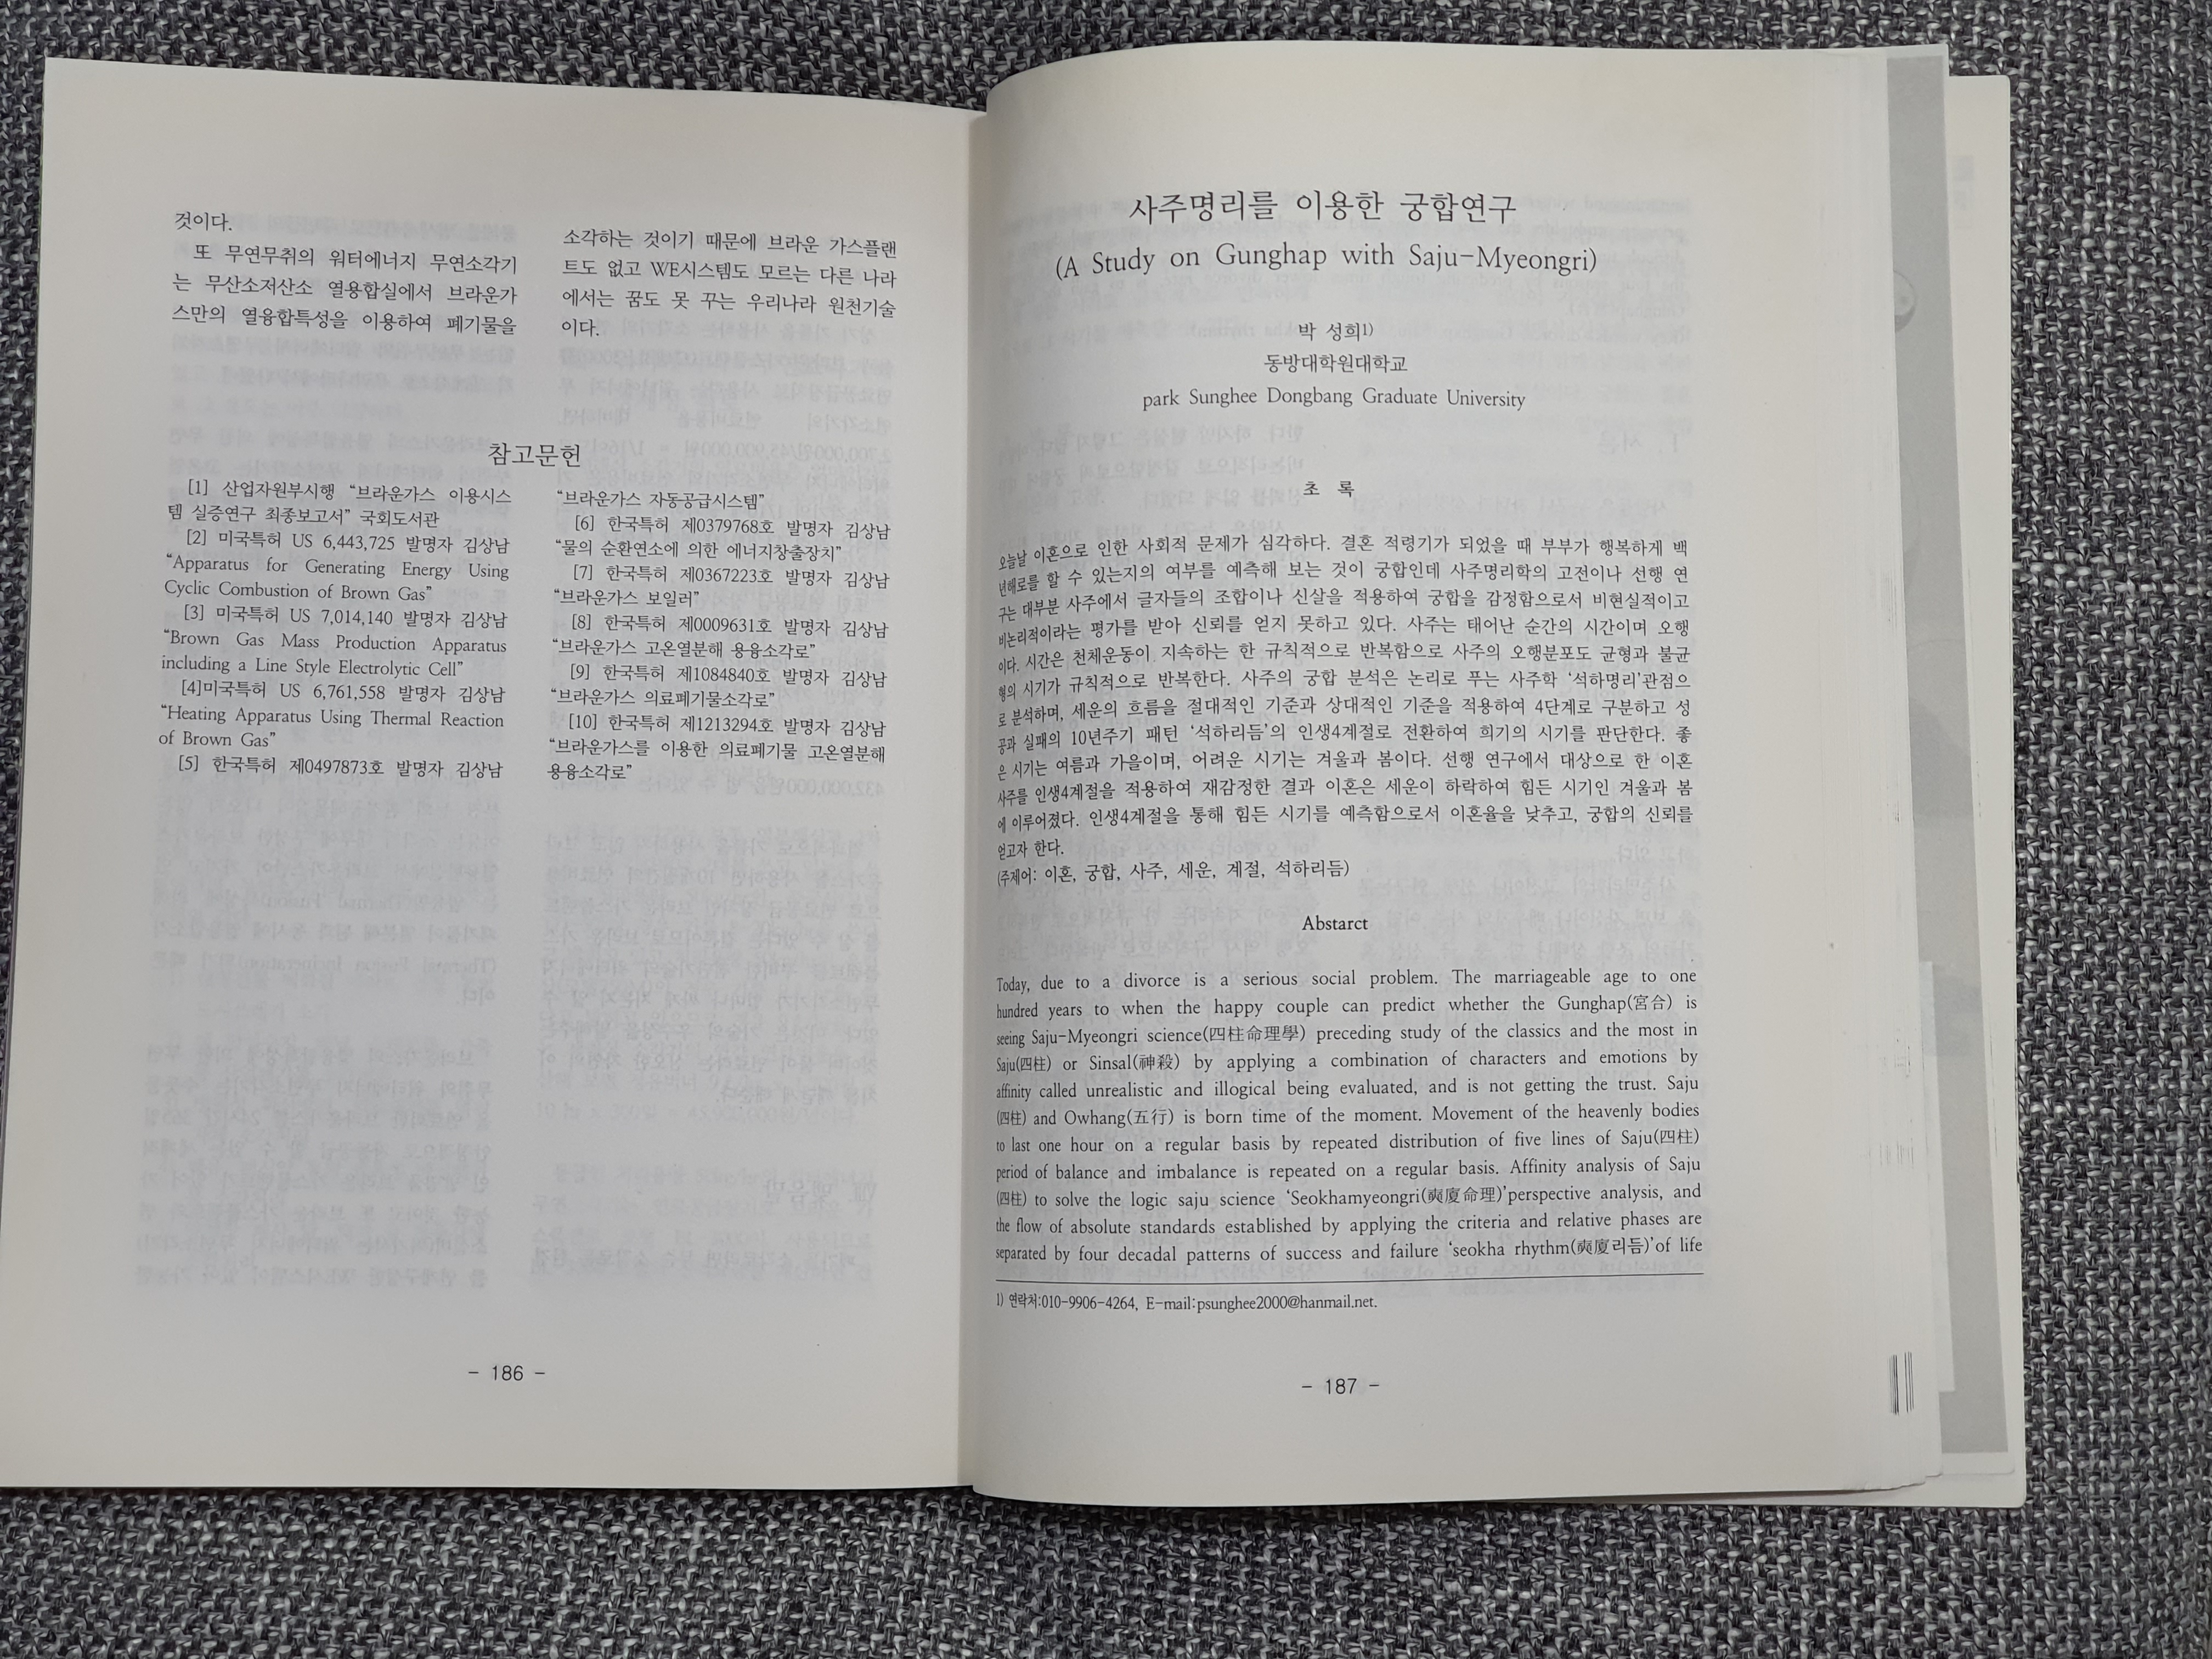 것이다.
또 무연무취의 워터에너지 무연소각기
는 무산소저산소 열용합실에서 브라운가
스만의 열융합특성을 이용하여 폐기물을
소각하는 것이기 때문에 브라운 가스플랜
트도 없고 WE시스템도 모르는 다른 나라
에서는 꿈도 못 꾸는 우리나라 원천기술
이다.
참고문헌
[1] 산업자원부시행 “브라운가스 이용시스
템 실증연구 최종보고서” 국회도서관
[2] 미국특허 US 6,443,725 발명자 김상남
“Apparatus for Generating Energy Using
Cyclic Combustion of Brown Gas”
[3] 미국특허 US 7,014,140 발명자 김상남
“Brown Gas Mass Production Apparatus
including a Line Style Electrolytic Cell”
[4]미국특허 US 6,761,558 발명자 김상남
“Heating Apparatus Using Thermal Reaction
of Brown Gas”
[5] 한국특허 제0497873호 발명자 김상남
“브라운가스 자동공급시스템”
[6] 한국특허 제0379768호 발명자 김상남
“물의 순환연소에 의한 에너지창출장치”
[7] 한국특허 제0367223호 발명자 김상남
“브라운가스 보일러”
[8] 한국특허 제0009631호 발명자 김상남
“브라운가스 고온열분해 용융소각로”
[9] 한국특허 제1084840호 발명자 김상남
“브라운가스 의료폐기물소각로”
[10] 한국특허 제1213294호 발명자 김상남
“브라운가스를 이용한 의료폐기물 고온열분해
용융소각로”
- 186 -
사주명리를 이용한 궁합연구
(A Study on Gunghap with Saju-Myeongri)
박 성희1)
동방대학원대학교
park Sunghee Dongbang Graduate University
초 록
오늘날 이혼으로 인한 사회적 문제가 심각하다. 결혼 적령기가 되었을 때 부부가 행복하게 백
년해로를 할 수 있는지의 여부를 예측해 보는 것이 궁합인데 사주명리학의 고전이나 선행 연
구는 대부분 사주에서 글자들의 조합이나 신살을 적용하여 궁합을 감정함으로서 비현실적이고
비논리적이라는 평가를 받아 신뢰를 얻지 못하고 있다. 사주는 태어난 순간의 시간이며 오행
이다. 시간은 천체운동이 지속하는 한 규칙적으로 반복함으로 사주의 오행분포도 균형과 불균
형의 시기가 규칙적으로 반복한다. 사주의 궁합 분석은 논리로 푸는 사주학 ‘석하명리’관점으
로 분석하며, 세운의 흐름을 절대적인 기준과 상대적인 기준을 적용하여 4단계로 구분하고 성
공과 실패의 10년주기 패턴 ‘석하리듬’의 인생4계절로 전환하여 희기의 시기를 판단한다. 좋
은 시기는 여름과 가을이며, 어려운 시기는 겨울과 봄이다. 선행 연구에서 대상으로 한 이혼
사주를 인생4계절을 적용하여 재감정한 결과 이혼은 세운이 하락하여 힘든 시기인 겨울과 봄
에 이루어졌다. 인생4계절을 통해 힘든 시기를 예측함으로서 이혼율을 낮추고, 궁합의 신뢰를
얻고자 한다.
(주제어: 이혼, 궁합, 사주, 세운, 계절, 석하리듬)
Abstarct
Today, due to a divorce is a serious social problem. The marriageable age to one
hundred years to when the happy couple can predict whether the Gunghap(宮合) is
seeing Saju-Myeongri science(四柱命理學) preceding study of the classics and the most in
Saju(四柱) or Sinsal(神殺) by applying a combination of characters and emotions by
affinity called unrealistic and illogical being evaluated, and is not getting the trust. Saju
(四柱) and Owhang(五行) is born time of the moment. Movement of the heavenly bodies
to last one hour on a regular basis by repeated distribution of five lines of Saju(四柱)
period of balance and imbalance is repeated on a regular basis. Affinity analysis of Saju
(四柱) to solve the logic saju science ‘Seokhamyeongri(奭廈命理)’perspective analysis, and
the flow of absolute standards established by applying the criteria and relative phases are
separated by four decadal patterns of success and failure ‘seokha rhythm(奭廈리듬)’of life
1) 연락처:010-9906-4264, E-mail:psunghee2000@hanmail.net.
- 187 -